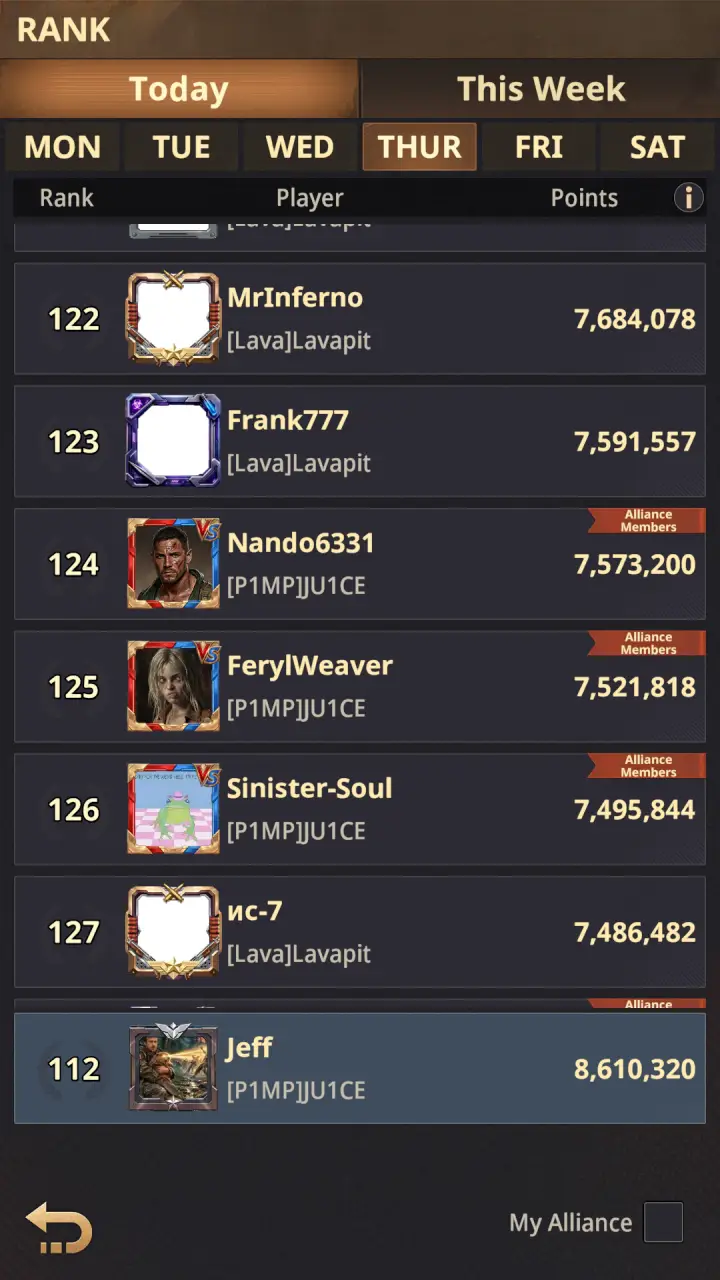 RANK
Today
This Week
MON TUE WED THUR FRI SAT
Rank Player Points i
[Lava]Lavapit
122 MrInferno 7,684,078
[Lava]Lavapit
123 Frank777 7,591,557
[Lava]Lavapit
Alliance
Members
124 Nando6331 7,573,200
[P1MP]JU1CE
Alliance
Members
125 FerylWeaver 7,521,818
[P1MP]JU1CE
Alliance
Members
126 Sinister-Soul 7,495,844
[P1MP]JU1CE
127 ис-7 7,486,482
[Lava]Lavapit
Alliance
112 Jeff 8,610,320
[P1MP]JU1CE
My Alliance